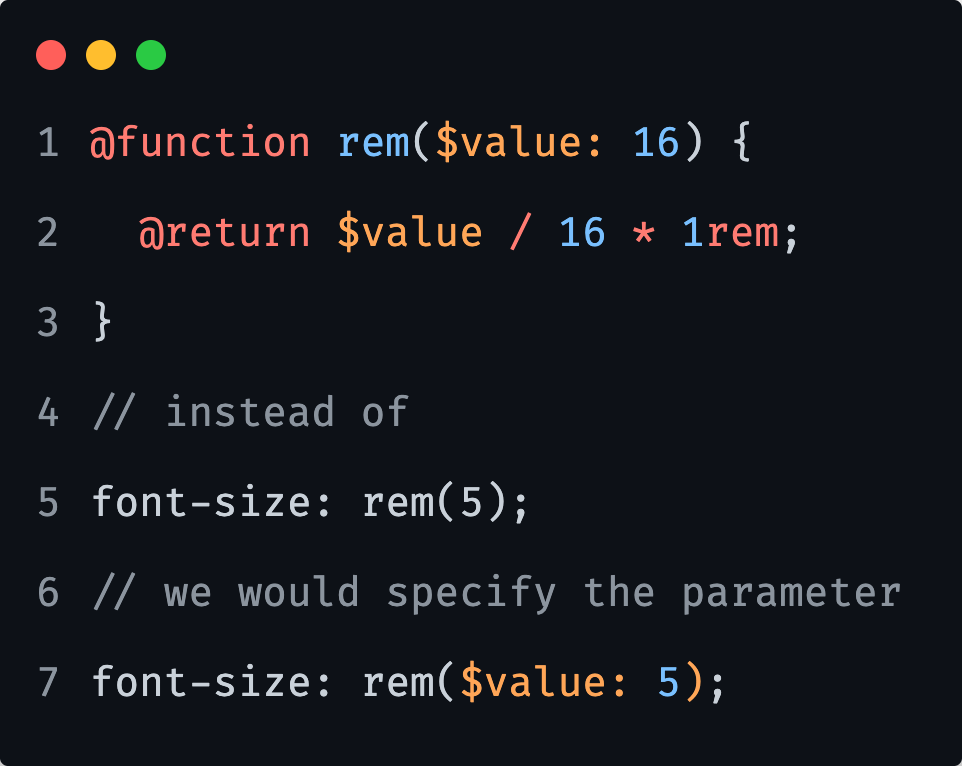 1 @function rem($value: 16) {
2   @return $value / 16 * 1rem;
3 }
4 // instead of
5 font-size: rem(5);
6 // we would specify the parameter
7 font-size: rem($value: 5);